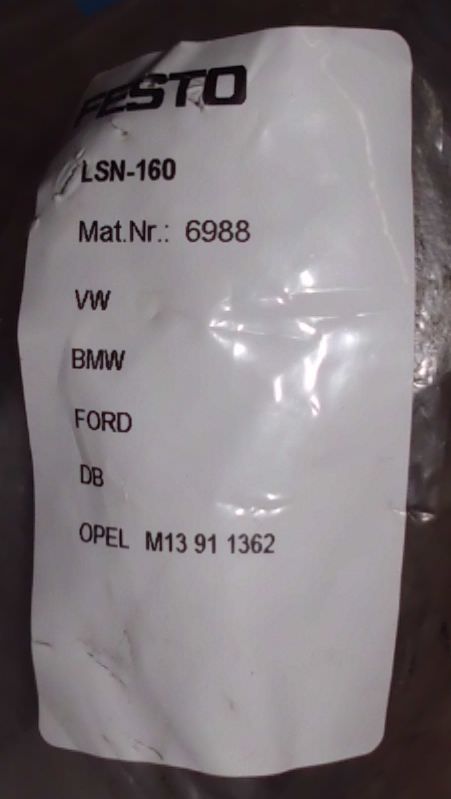 FESTO
LSN-160
Mat.Nr.: 6988
VW
BMW
FORD
DB
OPEL M13 91 1362